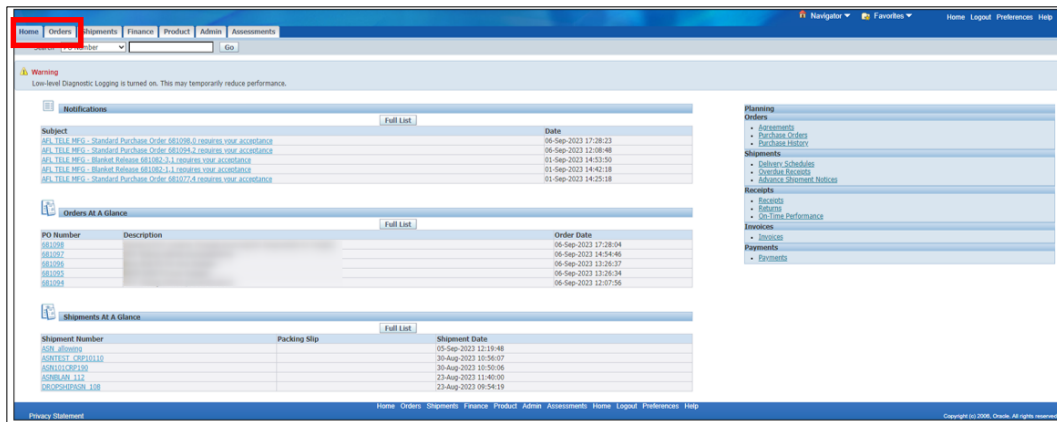 Navigator Favorites Home Logout Preferences Help
Home Orders Shipments Finance Product Admin Assessments
Search PO Number Go
Warning
Low-level Diagnostic Logging is turned on. This may temporarily reduce performance.
Notifications
Full List
Subject Date
AFL TELE MFG - Standard Purchase Order 681098,0 requires your acceptance 06-Sep-2023 17:28:23
AFL TELE MFG - Standard Purchase Order 681094,2 requires your acceptance 06-Sep-2023 12:08:48
AFL TELE MFG - Blanket Release 681082-3,1 requires your acceptance 01-Sep-2023 14:53:50
AFL TELE MFG - Blanket Release 681082-1,1 requires your acceptance 01-Sep-2023 14:42:18
AFL TELE MFG - Standard Purchase Order 681077,4 requires your acceptance 01-Sep-2023 14:25:18
Orders At A Glance
Full List
PO Number Description Order Date
681098 06-Sep-2023 17:28:04
681097 06-Sep-2023 14:54:46
681096 06-Sep-2023 13:26:37
681095 06-Sep-2023 13:26:34
681094 06-Sep-2023 12:07:56
Shipments At A Glance
Full List
Shipment Number Packing Slip Shipment Date
ASN_allowing 05-Sep-2023 12:19:48
ASNTEST_CRP10110 30-Aug-2023 10:56:07
ASN101CRP190 30-Aug-2023 10:50:06
ASNBLAN_112 23-Aug-2023 11:40:00
DROPSHIPASN_108 23-Aug-2023 09:54:19
Planning
Orders
Agreements
Purchase Orders
Purchase History
Shipments
Delivery Schedules
Overdue Receipts
Advance Shipment Notices
Receipts
Receipts
Returns
On-Time Performance
Invoices
Invoices
Payments
Payments
Home Orders Shipments Finance Product Admin Assessments Home Logout Preferences Help
Privacy Statement Copyright (c) 2006, Oracle. All rights reserved.